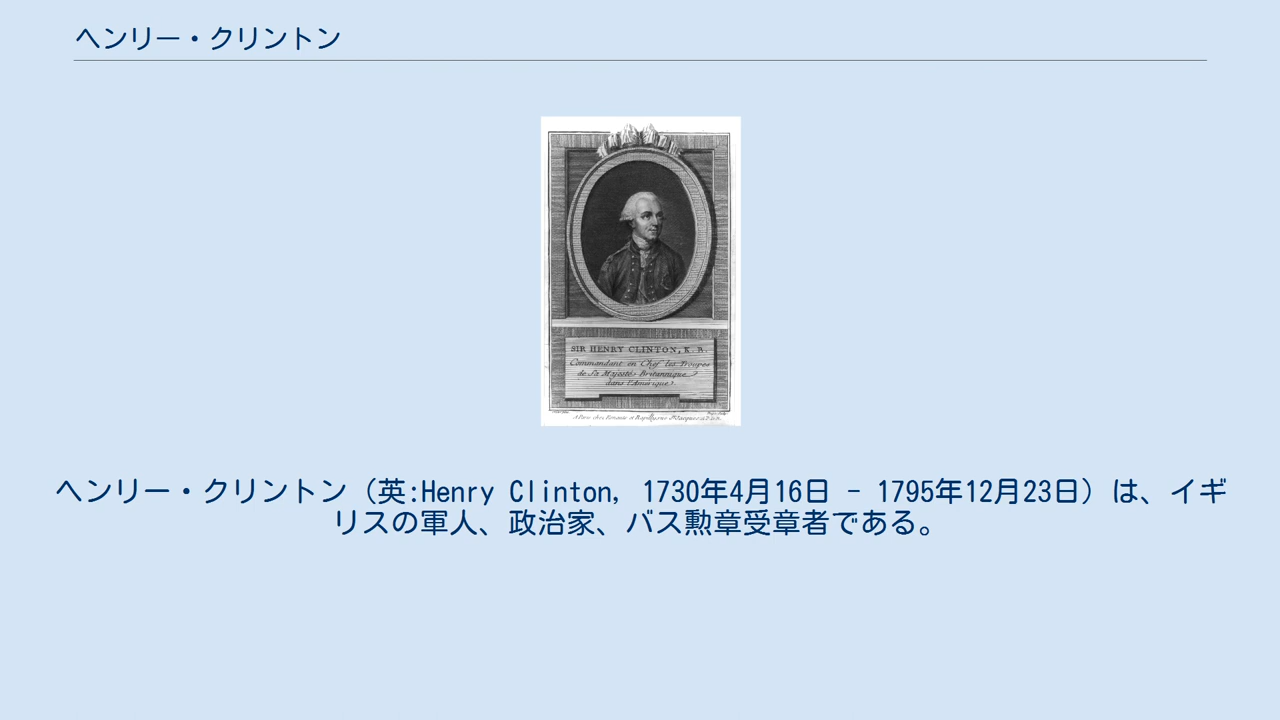 ヘンリー・クリントン
SIR HENRY CLINTON, K. B.
Commandant en Chef les Troupes
de Sa Majesté Britannique
dans l'Amérique
ヘンリー・クリントン（英:Henry Clinton, 1730年4月16日 - 1795年12月23日）は、イギ
リスの軍人、政治家、バス勲章受章者である。